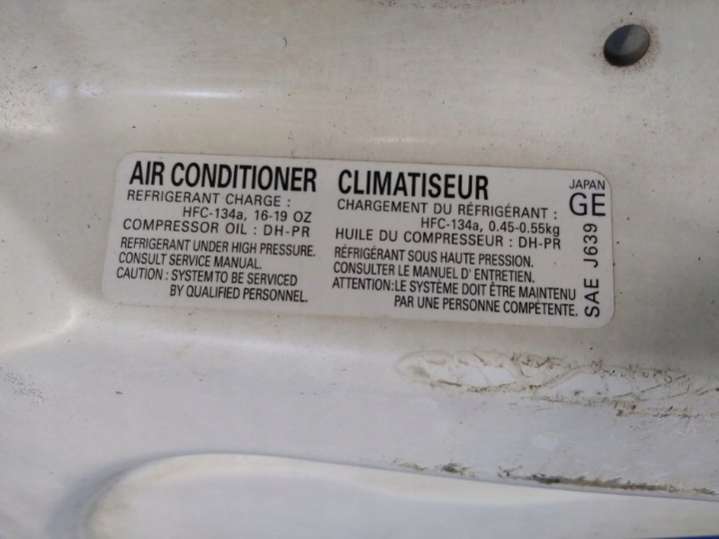 AIR CONDITIONER
REFRIGERANT CHARGE :
HFC-134a, 16-19 OZ
COMPRESSOR OIL : DH-PR
REFRIGERANT UNDER HIGH PRESSURE.
CONSULT SERVICE MANUAL.
CAUTION : SYSTEM TO BE SERVICED
BY QUALIFIED PERSONNEL.
CLIMATISEUR
CHARGEMENT DU RÉFRIGÉRANT :
HFC-134a, 0.45-0.55kg
HUILE DU COMPRESSEUR : DH-PR
RÉFRIGÉRANT SOUS HAUTE PRESSION.
CONSULTER LE MANUEL D' ENTRETIEN.
ATTENTION:LE SYSTÈME DOIT ÊTRE MAINTENU
PAR UNE PERSONNE COMPÉTENTE.
JAPAN
GE
SAE J639